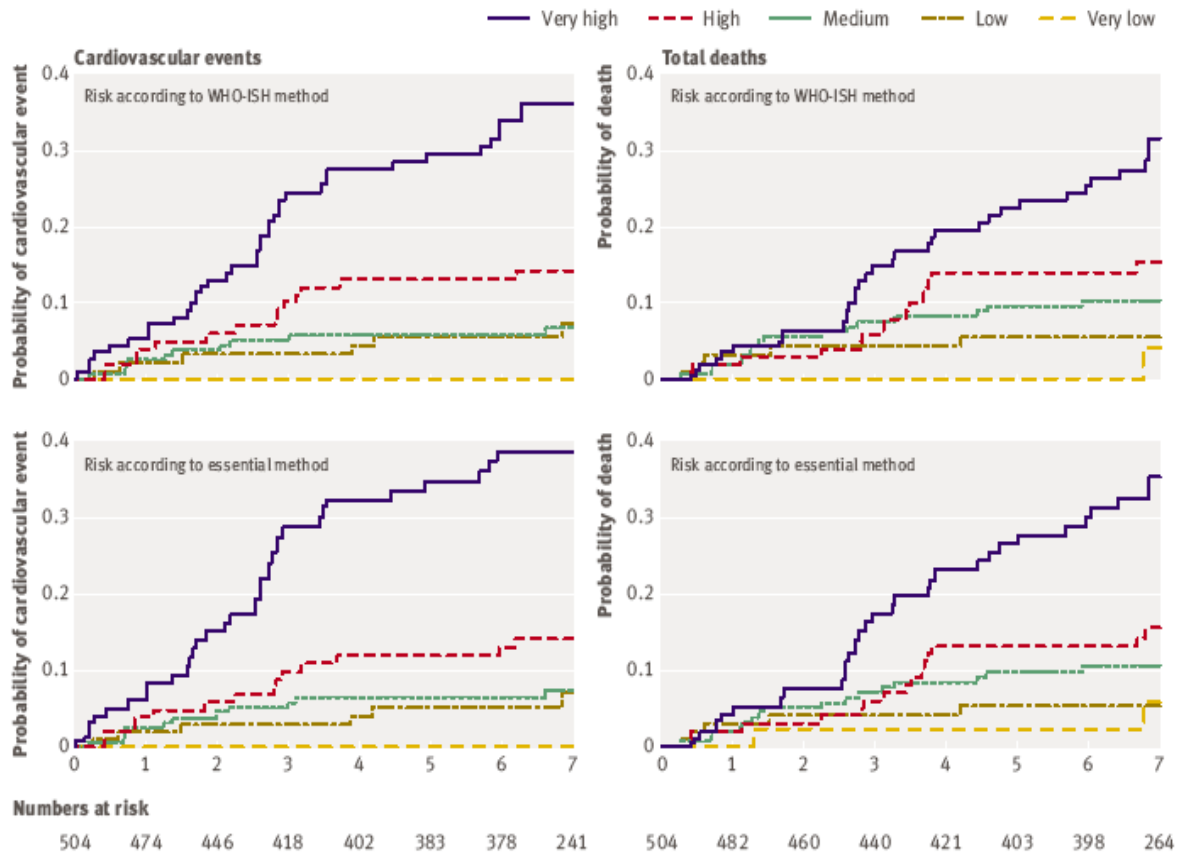 Very high High Medium Low Very low
Cardiovascular events
Probability of cardiovascular event
0.4
0.3
0.2
0.1
0
Risk according to WHO-ISH method
Total deaths
Probability of death
0.4
0.3
0.2
0.1
0
Risk according to WHO-ISH method
Probability of cardiovascular event
0.4
0.3
0.2
0.1
0
Risk according to essential method
0 1 2 3 4 5 6 7
Probability of death
0.4
0.3
0.2
0.1
0
Risk according to essential method
0 1 2 3 4 5 6 7
Numbers at risk
504 474 446 418 402 383 378 241
504 482 460 440 421 403 398 264